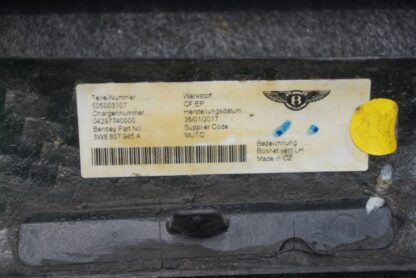 Teile-Nummer
505003107
Chargennummer
04297740000
Bentley Part No
3W8 807 945 A
Werkstoff
CF EP
Herstellungsdatum
26/01/2017
Supplier Code
MUTC
B
Bezeichnung
Bonnet vent LH
Made in CZ